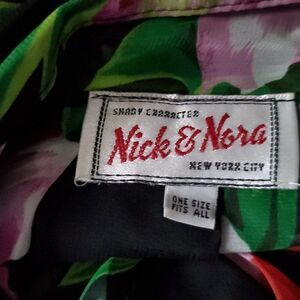 SHADY CHARACTER
Nick & Nora
NEW YORK CITY
ONE SIZE
FITS ALL